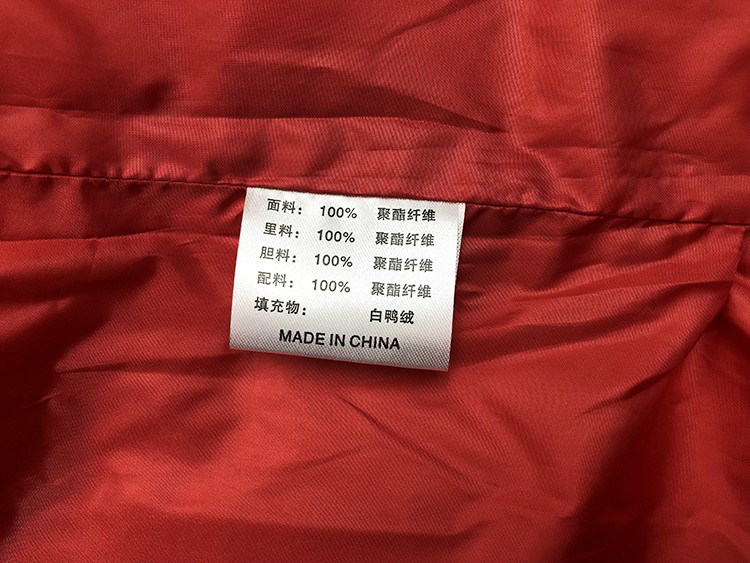 面料: 100% 聚酯纤维
里料: 100% 聚酯纤维
胆料: 100% 聚酯纤维
配料: 100% 聚酯纤维
填充物: 白鸭绒
MADE IN CHINA